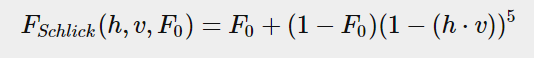 F_{Schlick}(h, v, F_0) = F_0 + (1 − F_0)(1 − (h · v))^5